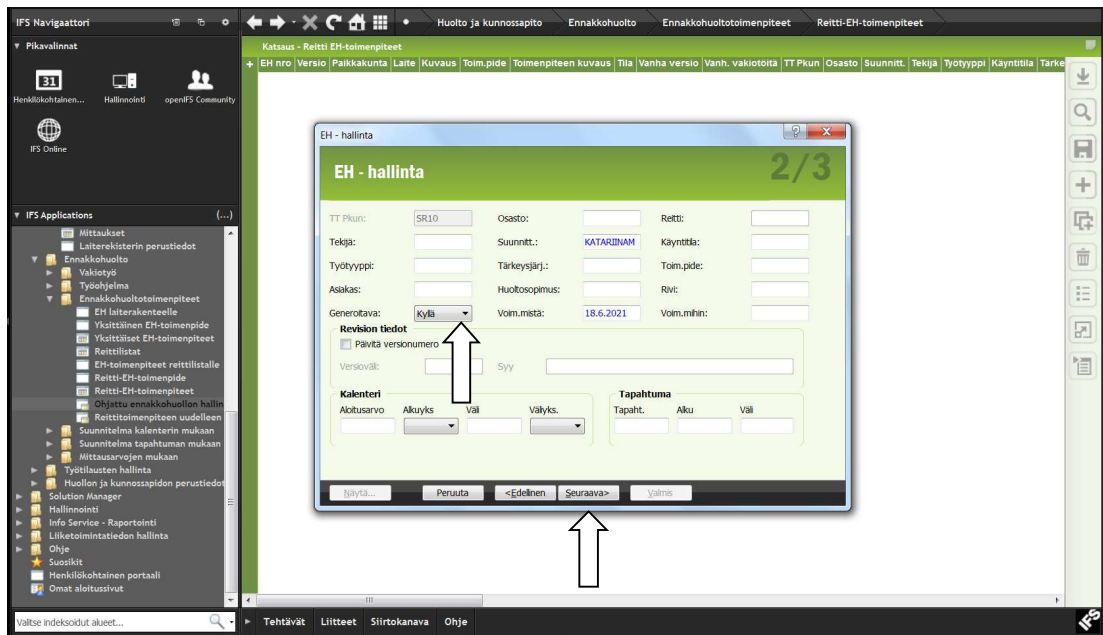 IFS Navigaattori
Huolto ja kunnossapito Ennakkohuolto Ennakkohuoltotoimenpiteet Reitti-EH-toimenpiteet
Pikavalinnat
31
Henkilökohtainen... Hallinnointi openIFS Community
IFS Online
Katsaus - Reitti EH-toimenpiteet
EH nro Versio Paikkakunta Laite Kuvaus Toim.pide Toimenpiteen kuvaus Tila Vanha versio Vanh. vakiotöitä TT Pkun Osasto Suunnitt. Tekijä Työtyyppi Käyntitila Tärke
IFS Applications (...)
Mittaukset
Laiterekisterin perustiedot
Ennakkohuolto
Vakiotyö
Työohjelma
Ennakkohuoltotoimenpiteet
EH laiterakenteelle
Yksittäinen EH-toimenpide
Yksittäiset EH-toimenpiteet
Reittilistat
EH-toimenpiteet reittilistalle
Reitti-EH-toimenpide
Reitti-EH-toimenpiteet
Ohjattu ennakkohuollon hallin
Reittitoimenpiteen uudelleen
Suunnitelma kalenterin mukaan
Suunnitelma tapahtuman mukaan
Mittausarvojen mukaan
Työtilausten hallinta
Huollon ja kunnossapidon perustiedot
Solution Manager
Hallinnointi
Info Service - Raportointi
Liiketoimintatiedon hallinta
Ohje
Suosikit
Henkilökohtainen portaali
Omat aloitussivut
Valitse indeksoidut alueet...
EH - hallinta
EH - hallinta 2/3
TT Pkun: SR10 Osasto: Reitti:
Tekijä: Suunnitt.: KATARIINAM Käyntitila:
Työtyyppi: Tärkeysjärj.: Toim.pide:
Asiakas: Huoltosopimus: Rivi:
Generoitava: Kyllä Voim.mistä: 18.6.2021 Voim.mihin:
Revision tiedot
Päivitä versionumero
Versioväli: Syy
Kalenteri Tapahtuma
Aloitusarvo Alkuyks Väli Väliyks. Tapaht. Alku Väli
Näytä... Peruuta <Edellinen Seuraava> Valmis
Tehtävät Liitteet Siirtokanava Ohje
IFS